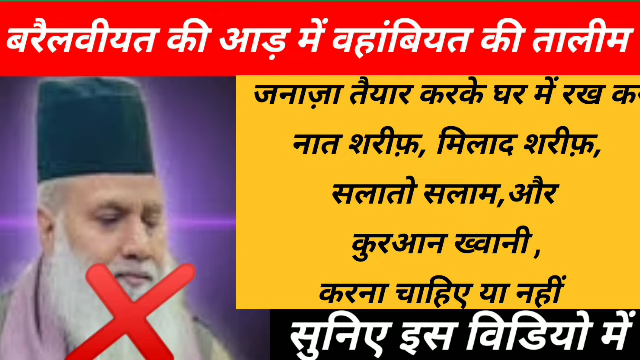 बरैलवीयत की आड़ में वहांबियत की तालीम
जनाज़ा तैयार करके घर में रख कर
नात शरीफ़, मिलाद शरीफ़,
सलातो सलाम,और
कुरआन ख्वानी,
करना चाहिए या नहीं
सुनिए इस विडियो में